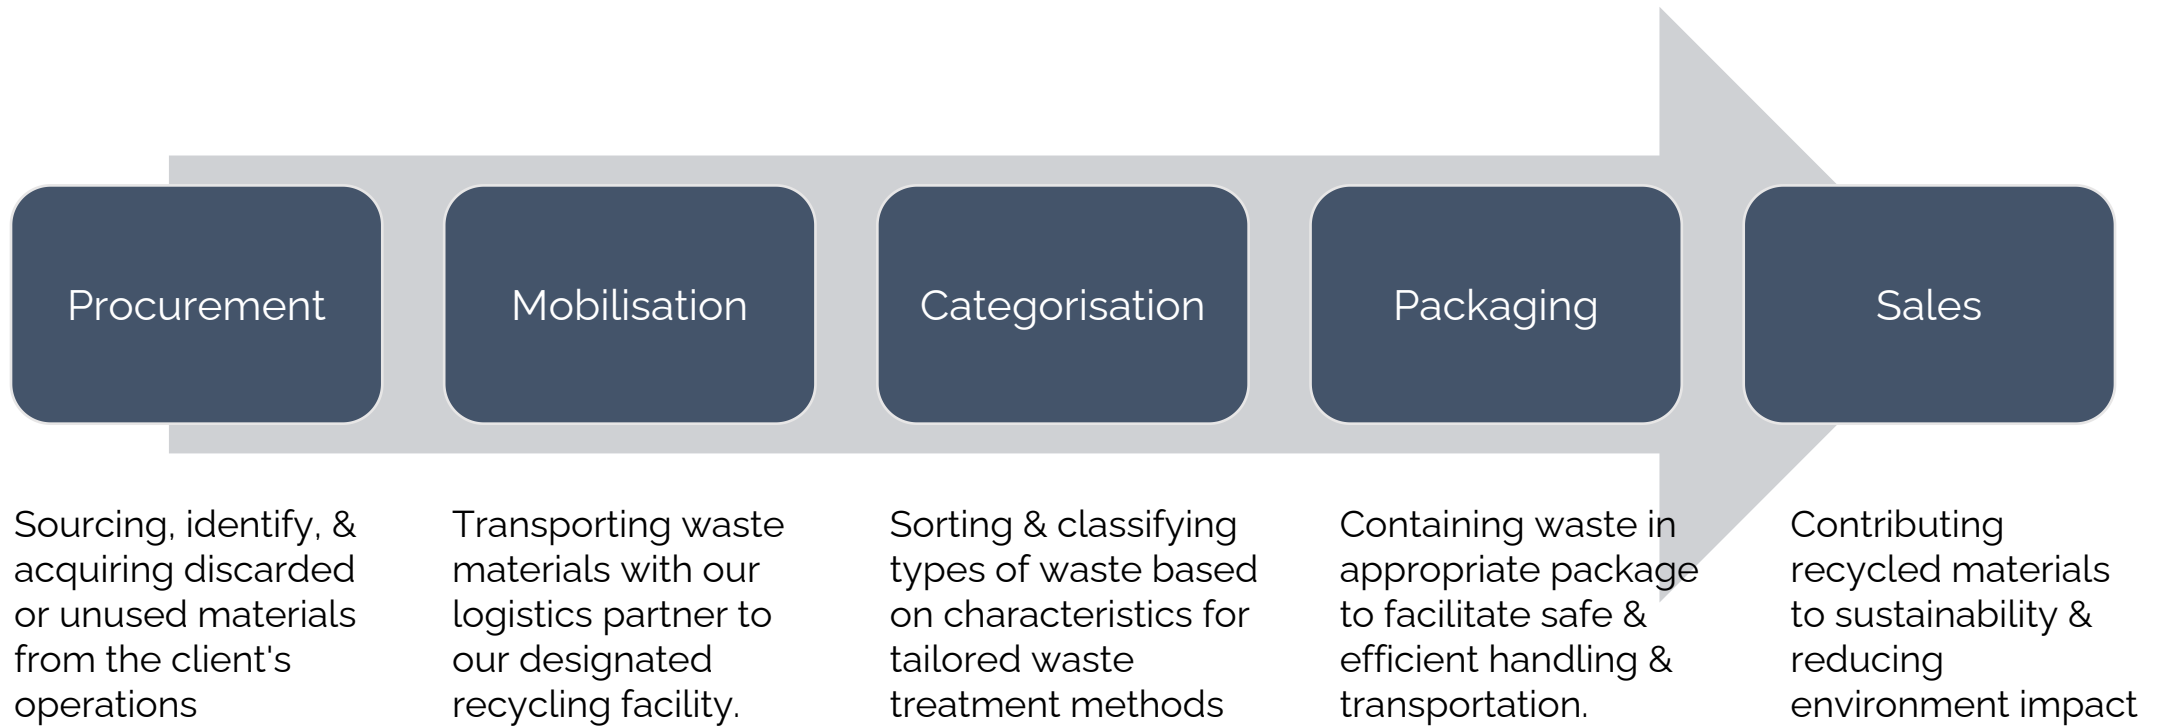 Procurement
Mobilisation
Categorisation
Packaging
Sales
Sourcing, identify, &
acquiring discarded
or unused materials
from the client's
operations
Transporting waste
materials with our
logistics partner to
our designated
recycling facility.
Sorting & classifying
types of waste based
on characteristics for
tailored waste
treatment methods
Containing waste in
appropriate package
to facilitate safe &
efficient handling &
transportation.
Contributing
recycled materials
to sustainability &
reducing
environment impact